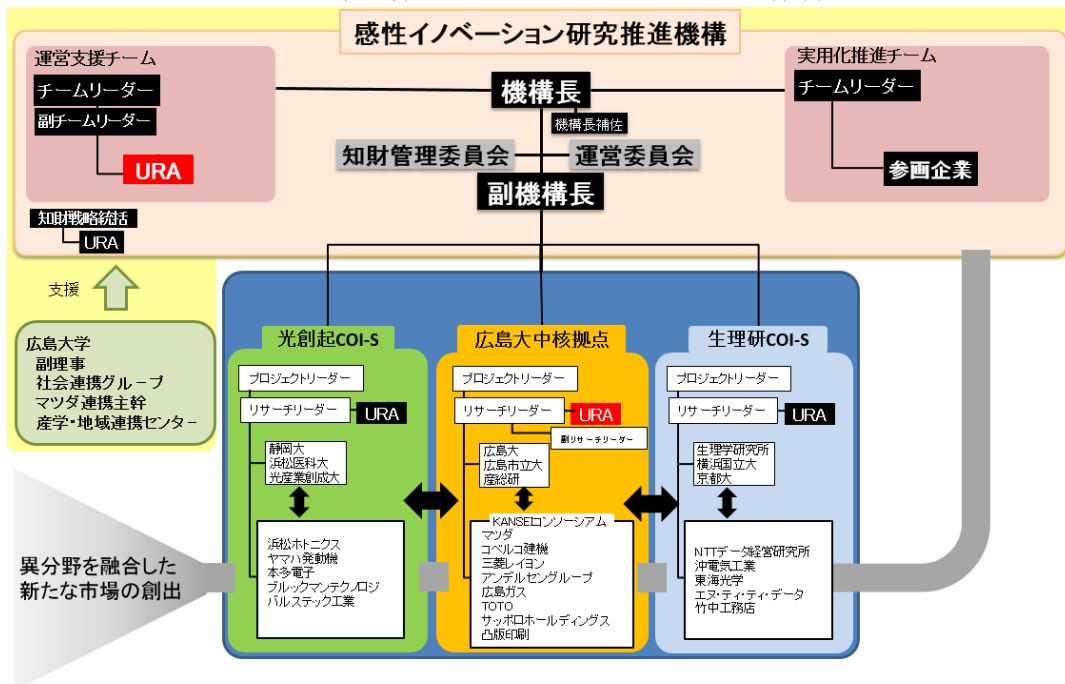 感性イノベーション研究推進機構
運営支援チーム
チームリーダー
副チームリーダー
URA
知財戦略統括
URA
機構長
機構長補佐
知財管理委員会
運営委員会
副機構長
実用化推進チーム
チームリーダー
参画企業
支援
広島大学
副理事
社会連携グループ
マツダ連携主幹
産学・地域連携センター
光創起COI-S
プロジェクトリーダー
リサーチリーダー
URA
静岡大
浜松医科大
光産業創成大
浜松ホトニクス
ヤマハ発動機
本多電子
ブルックマンテクノロジ
パルステック工業
広島大中核拠点
プロジェクトリーダー
リサーチリーダー
URA
副リサーチリーダー
広島大
広島市立大
産総研
KANSEIコンソーシアム
マツダ
コベルコ建機
三菱レイヨン
アンデルセングループ
広島ガス
TOTO
サッポロホールディングス
凸版印刷
生理研COI-S
プロジェクトリーダー
リサーチリーダー
URA
生理学研究所
横浜国立大
京都大
NTTデータ経営研究所
沖電気工業
東海光学
エヌ・ティ・ティ・データ
竹中工務店
異分野を融合した
新たな市場の創出